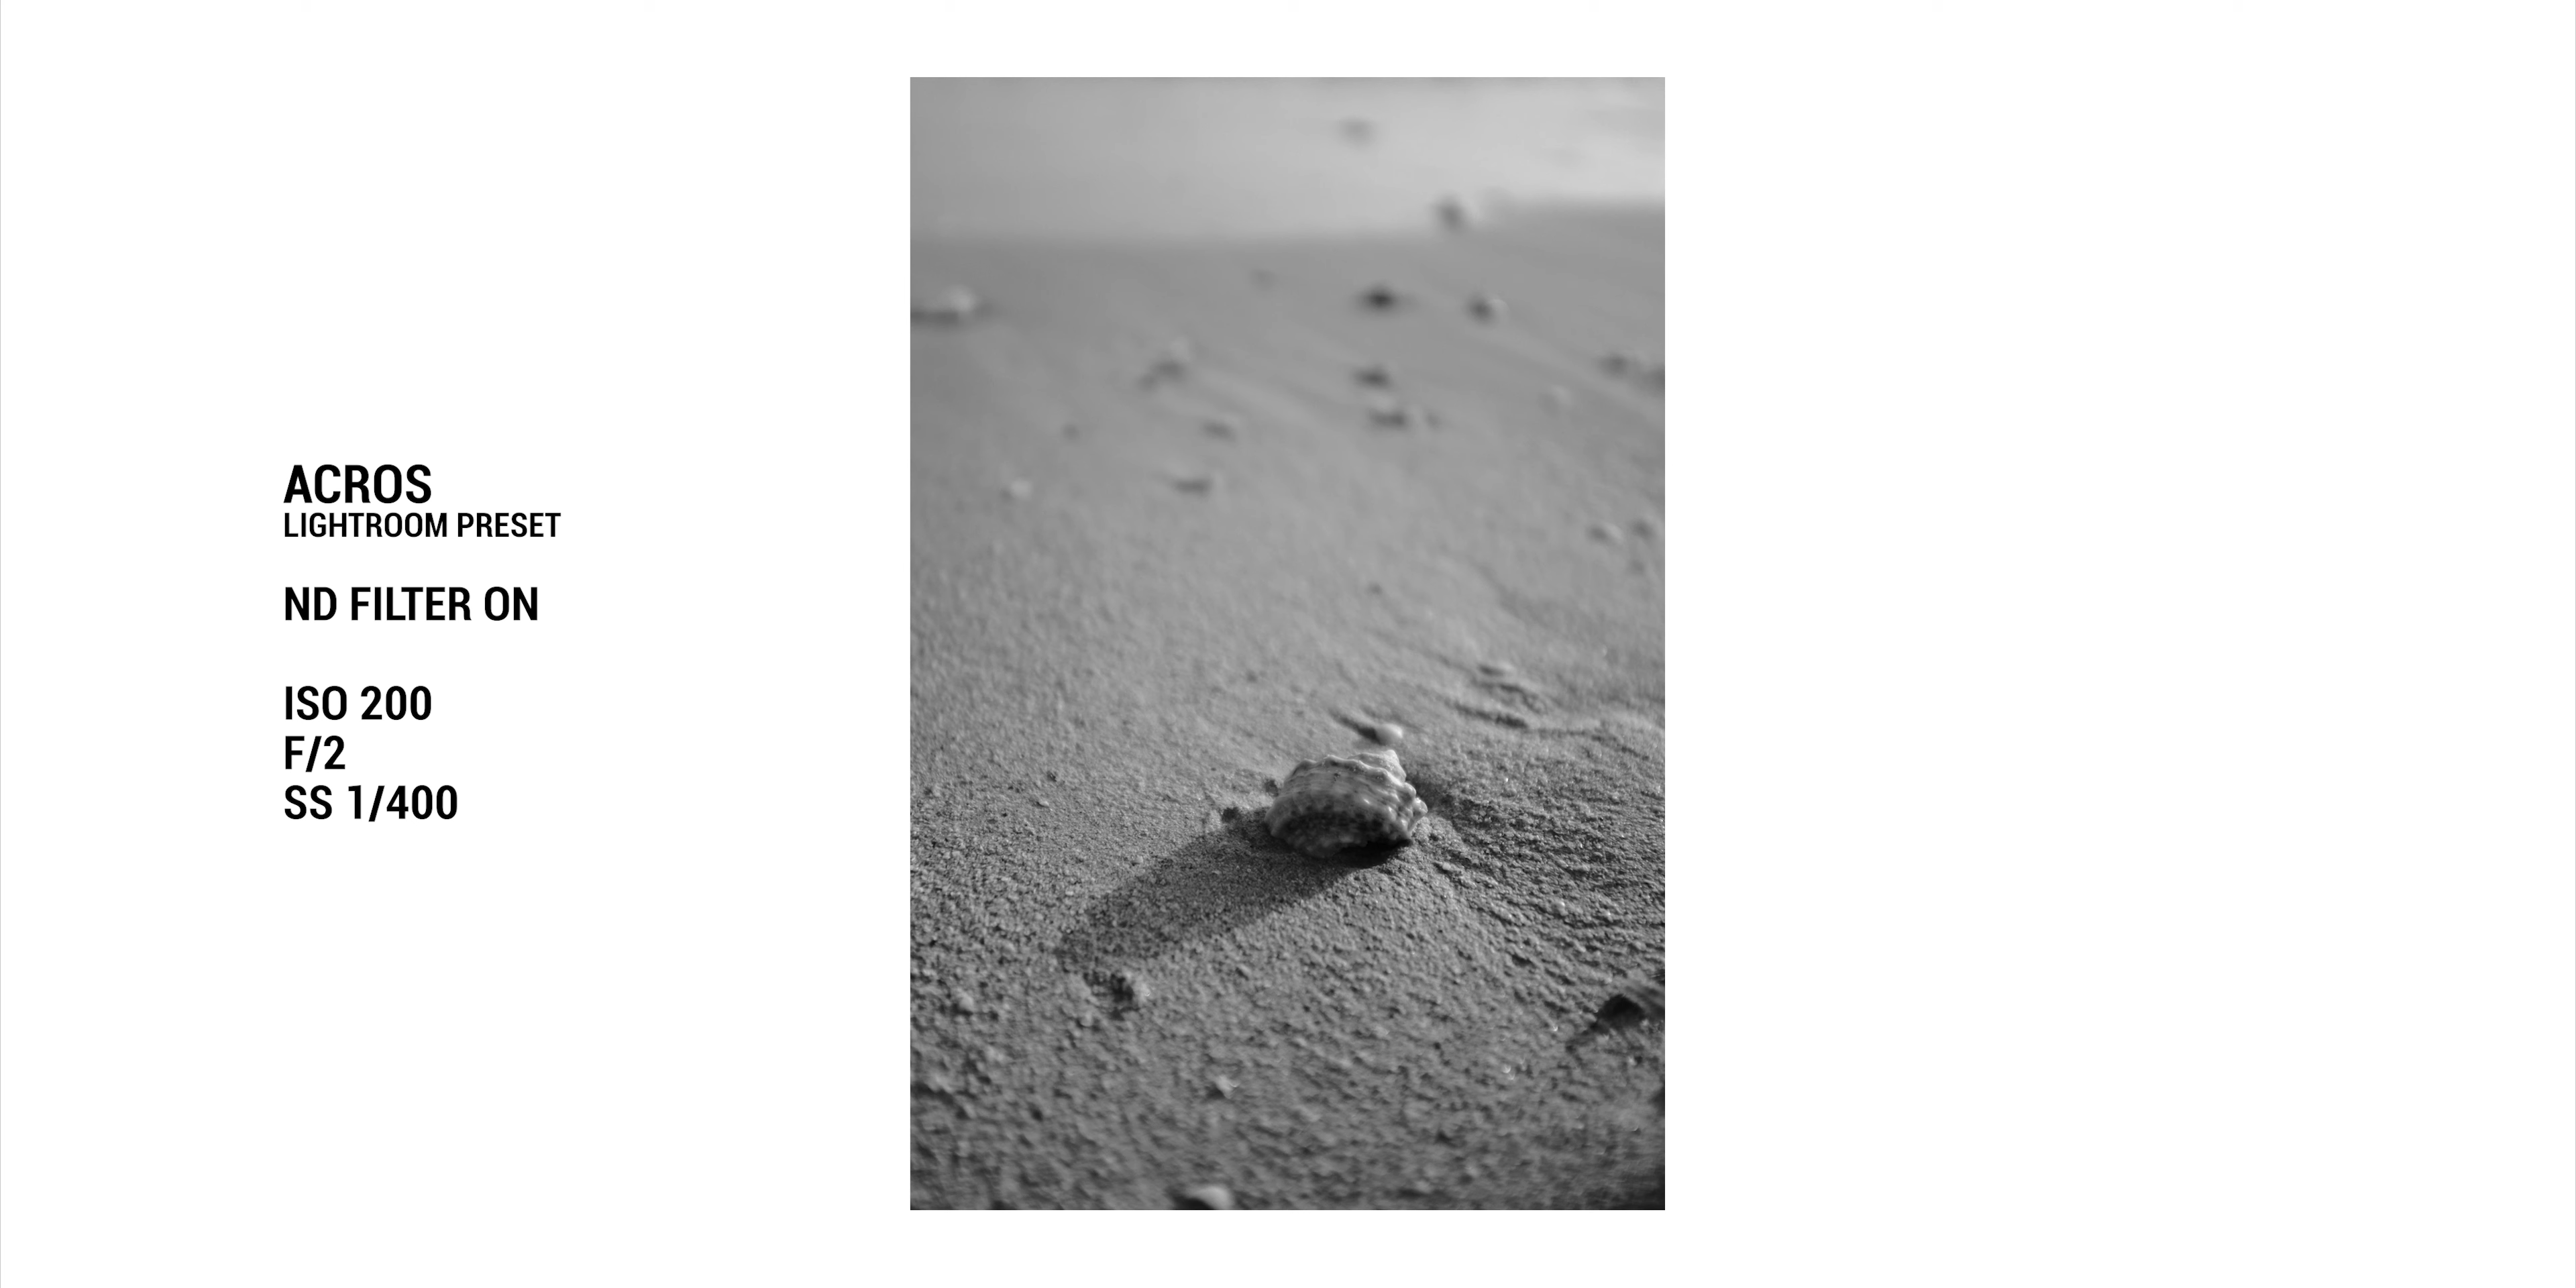 ACROS
LIGHTROOM PRESET
ND FILTER ON
ISO 200
F/2
SS 1/400